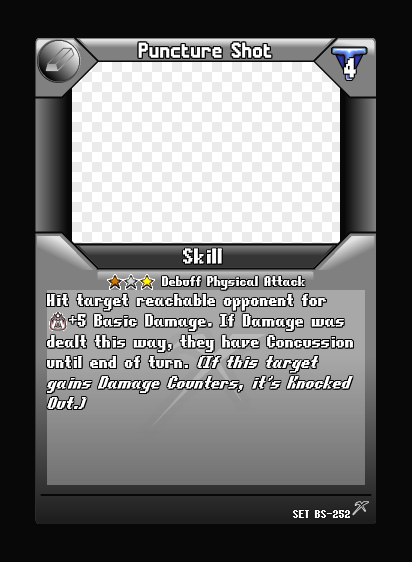 Puncture Shot
4
Skill
Debuff Physical Attack
Hit target reachable opponent for
+5 Basic Damage. If Damage was
dealt this way, they have Concussion
until end of turn. (If this target
gains Damage Counters, it's Knocked
Out.)
SET BS-252